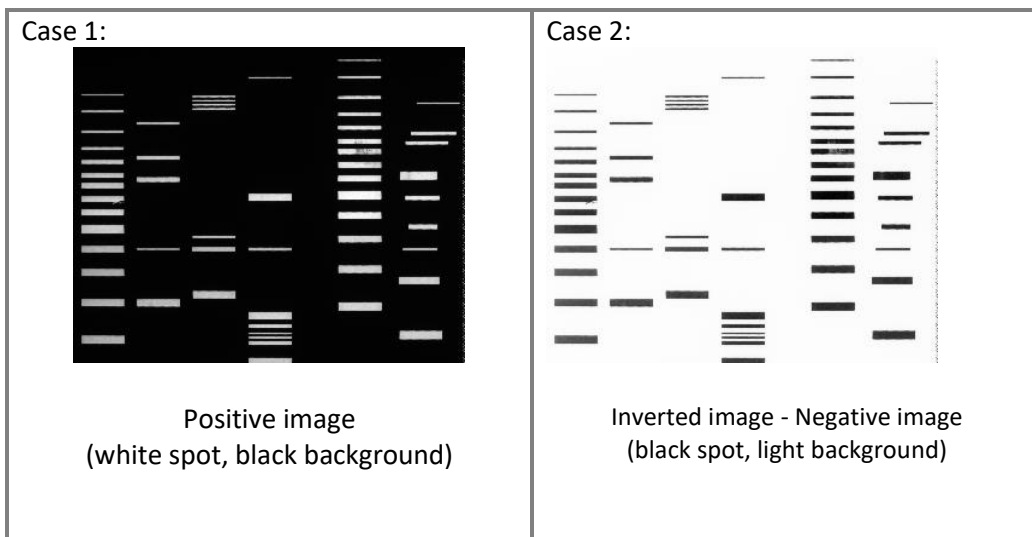 Case 1:
Positive image
(white spot, black background)
Case 2:
Inverted image - Negative image
(black spot, light background)